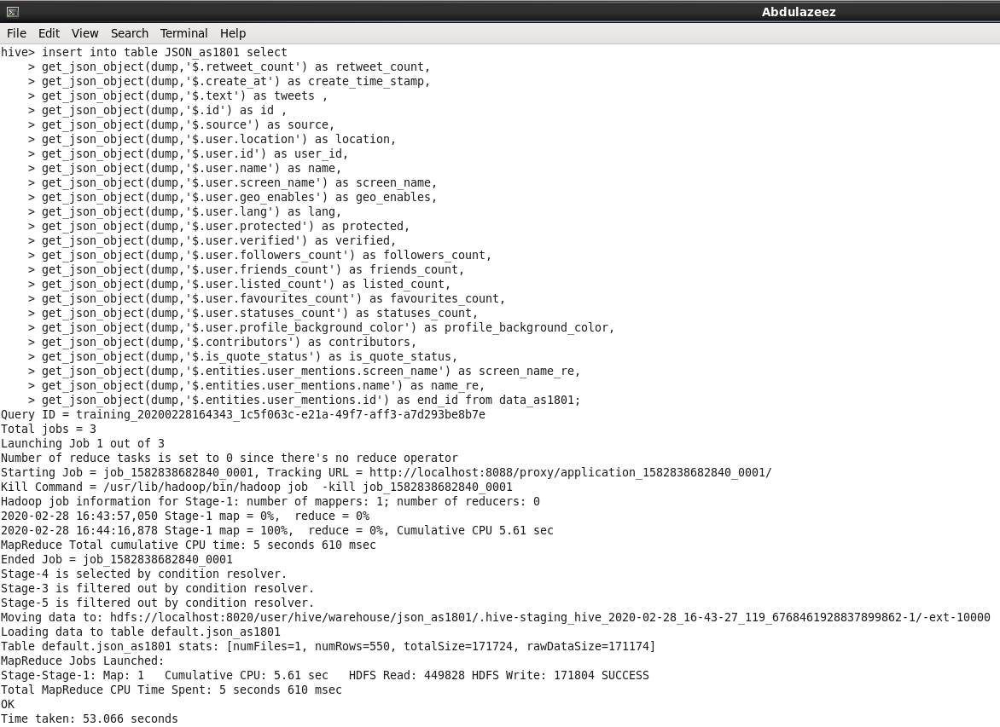 Abdulazeez
File Edit View Search Terminal Help
hive> insert into table JSON_as1801 select
    > get_json_object(dump,'$.retweet_count') as retweet_count,
    > get_json_object(dump,'$.create_at') as create_time_stamp,
    > get_json_object(dump,'$.text') as tweets ,
    > get_json_object(dump,'$.id') as id ,
    > get_json_object(dump,'$.source') as source,
    > get_json_object(dump,'$.user.location') as location,
    > get_json_object(dump,'$.user.id') as user_id,
    > get_json_object(dump,'$.user.name') as name,
    > get_json_object(dump,'$.user.screen_name') as screen_name,
    > get_json_object(dump,'$.user.geo_enables') as geo_enables,
    > get_json_object(dump,'$.user.lang') as lang,
    > get_json_object(dump,'$.user.protected') as protected,
    > get_json_object(dump,'$.user.verified') as verified,
    > get_json_object(dump,'$.user.followers_count') as followers_count,
    > get_json_object(dump,'$.user.friends_count') as friends_count,
    > get_json_object(dump,'$.user.listed_count') as listed_count,
    > get_json_object(dump,'$.user.favourites_count') as favourites_count,
    > get_json_object(dump,'$.user.statuses_count') as statuses_count,
    > get_json_object(dump,'$.user.profile_background_color') as profile_background_color,
    > get_json_object(dump,'$.contributors') as contributors,
    > get_json_object(dump,'$.is_quote_status') as is_quote_status,
    > get_json_object(dump,'$.entities.user_mentions.screen_name') as screen_name_re,
    > get_json_object(dump,'$.entities.user_mentions.name') as name_re,
    > get_json_object(dump,'$.entities.user_mentions.id') as end_id from data_as1801;
Query ID = training_20200228164343_1c5f063c-e21a-49f7-aff3-a7d293be8b7e
Total jobs = 3
Launching Job 1 out of 3
Number of reduce tasks is set to 0 since there's no reduce operator
Starting Job = job_1582838682840_0001, Tracking URL = http://localhost:8088/proxy/application_1582838682840_0001/
Kill Command = /usr/lib/hadoop/bin/hadoop job  -kill job_1582838682840_0001
Hadoop job information for Stage-1: number of mappers: 1; number of reducers: 0
2020-02-28 16:43:57,050 Stage-1 map = 0%,  reduce = 0%
2020-02-28 16:44:16,878 Stage-1 map = 100%,  reduce = 0%, Cumulative CPU 5.61 sec
MapReduce Total cumulative CPU time: 5 seconds 610 msec
Ended Job = job_1582838682840_0001
Stage-4 is selected by condition resolver.
Stage-3 is filtered out by condition resolver.
Stage-5 is filtered out by condition resolver.
Moving data to: hdfs://localhost:8020/user/hive/warehouse/json_as1801/.hive-staging_hive_2020-02-28_16-43-27_119_6768461928837899862-1/-ext-10000
Loading data to table default.json_as1801
Table default.json_as1801 stats: [numFiles=1, numRows=550, totalSize=171724, rawDataSize=171174]
MapReduce Jobs Launched:
Stage-Stage-1: Map: 1   Cumulative CPU: 5.61 sec   HDFS Read: 449828 HDFS Write: 171804 SUCCESS
Total MapReduce CPU Time Spent: 5 seconds 610 msec
OK
Time taken: 53.066 seconds